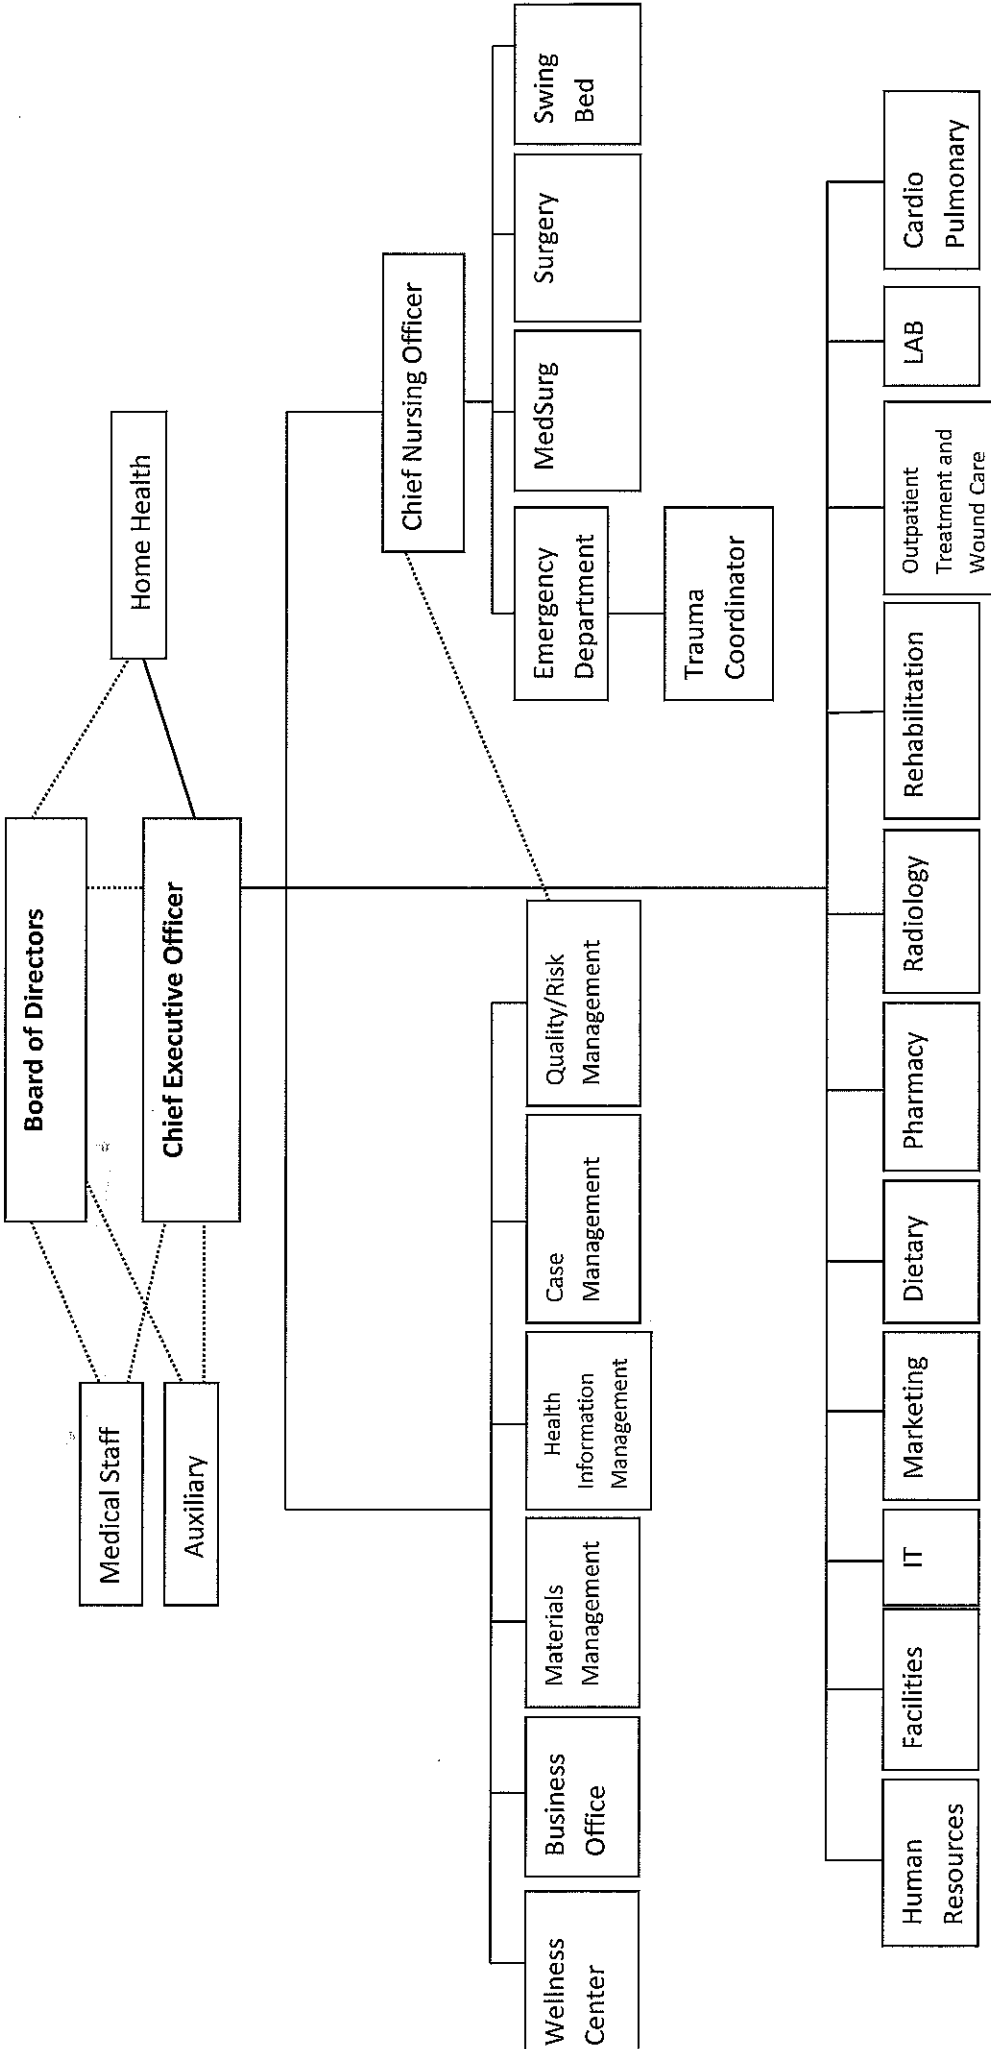 Board of Directors
Chief Executive Officer
Home Health
Medical Staff
Auxiliary
Chief Nursing Officer
Wellness
Center
Business
Office
Materials
Management
Health
Information
Management
Case
Management
Quality/Risk
Management
Emergency
Department
MedSurg
Surgery
Swing
Bed
Trauma
Coordinator
Human
Resources
Facilities
IT
Marketing
Dietary
Pharmacy
Radiology
Rehabilitation
Outpatient
Treatment and
Wound Care
LAB
Cardio
Pulmonary